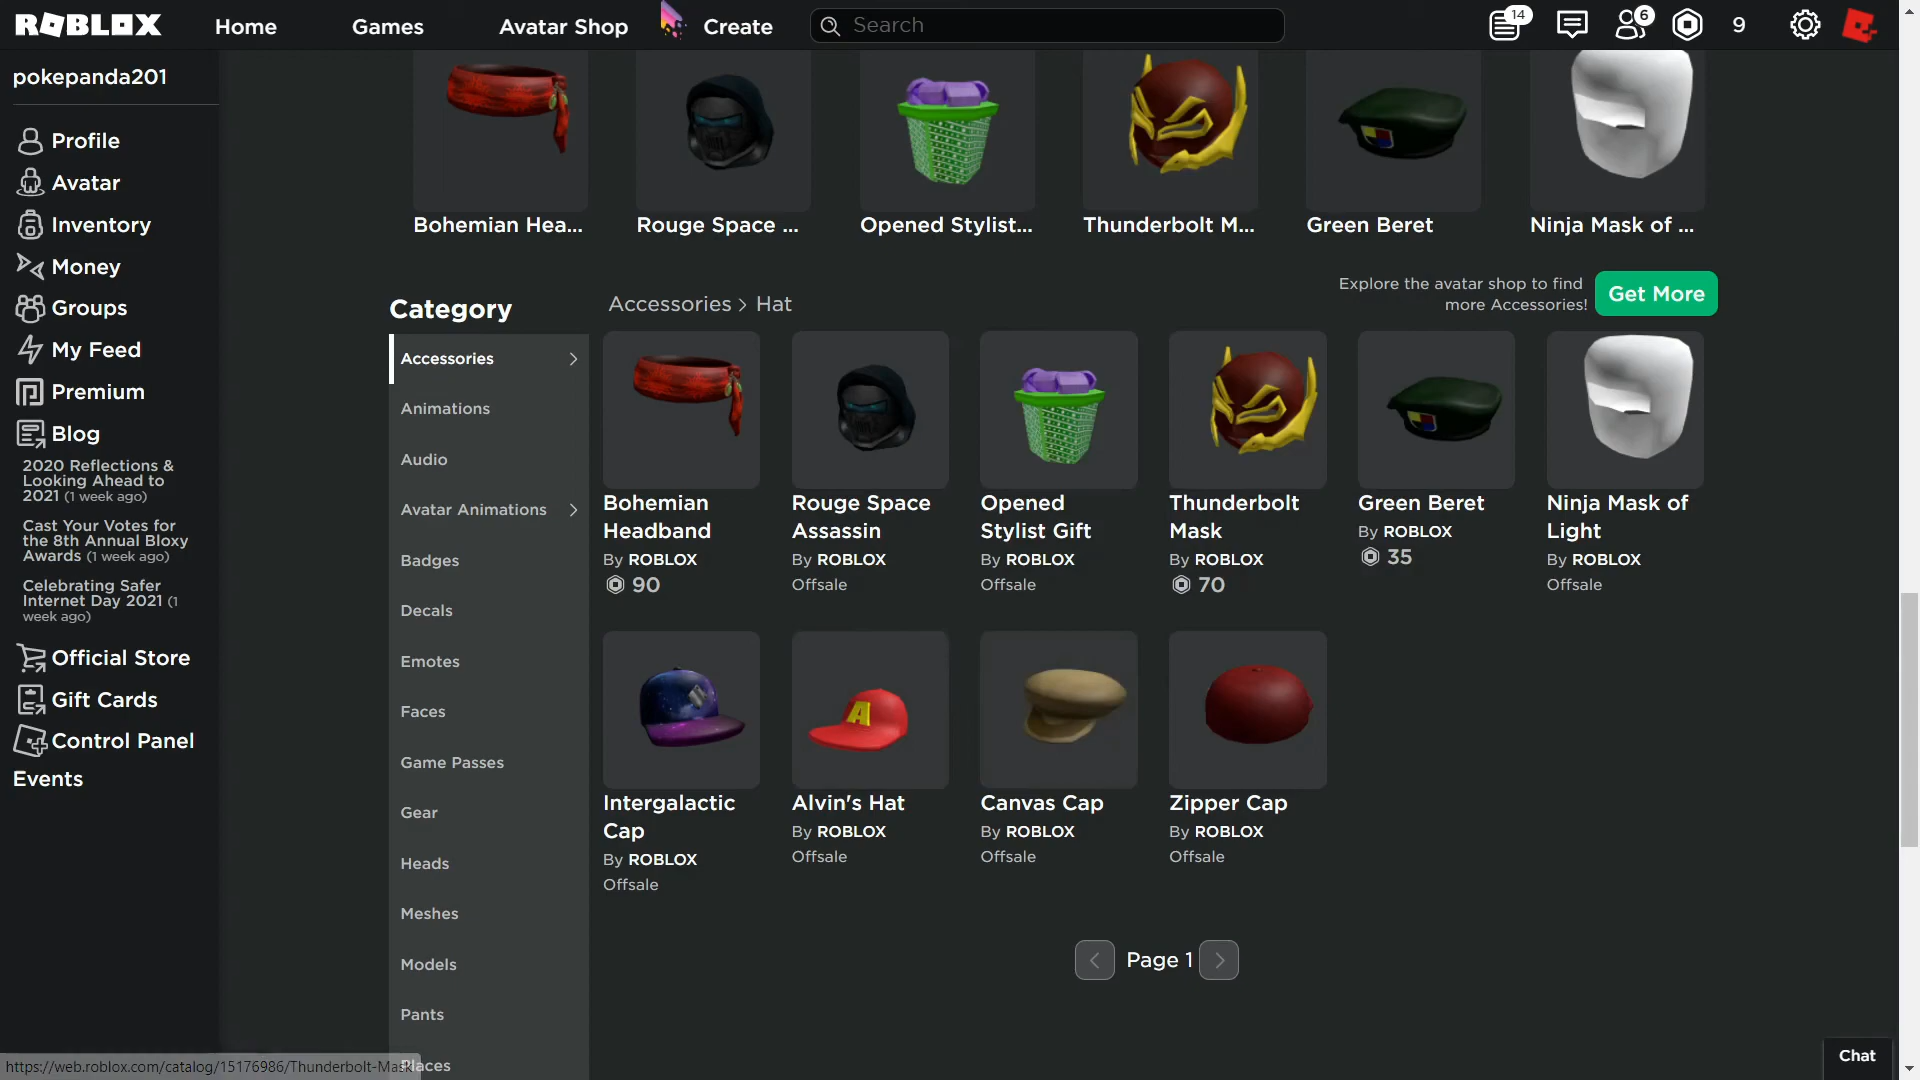 ROBLOX
Home
Games
Avatar Shop
Create
Search
14
6
9
pokepanda201
Profile
Avatar
Inventory
Money
Groups
My Feed
Premium
Blog
2020 Reflections &
Looking Ahead to
2021 (1 week ago)
Cast Your Votes for
the 8th Annual Bloxy
Awards (1 week ago)
Celebrating Safer
Internet Day 2021 (1
week ago)
Official Store
Gift Cards
Control Panel
Events
Bohemian Hea...
Rouge Space ...
Opened Stylist...
Thunderbolt M...
Green Beret
Ninja Mask of ...
Category
Accessories
Animations
Audio
Avatar Animations
Badges
Decals
Emotes
Faces
Game Passes
Gear
Heads
Meshes
Models
Pants
Places
Accessories > Hat
Explore the avatar shop to find
more Accessories!
Get More
Bohemian
Headband
By ROBLOX
90
Rouge Space
Assassin
By ROBLOX
Offsale
Opened
Stylist Gift
By ROBLOX
Offsale
Thunderbolt
Mask
By ROBLOX
70
Green Beret
By ROBLOX
35
Ninja Mask of
Light
By ROBLOX
Offsale
A
Intergalactic
Cap
By ROBLOX
Offsale
Alvin's Hat
By ROBLOX
Offsale
Canvas Cap
By ROBLOX
Offsale
Zipper Cap
By ROBLOX
Offsale
Page 1
Chat
https://web.roblox.com/catalog/15176986/Thunderbolt-Mask